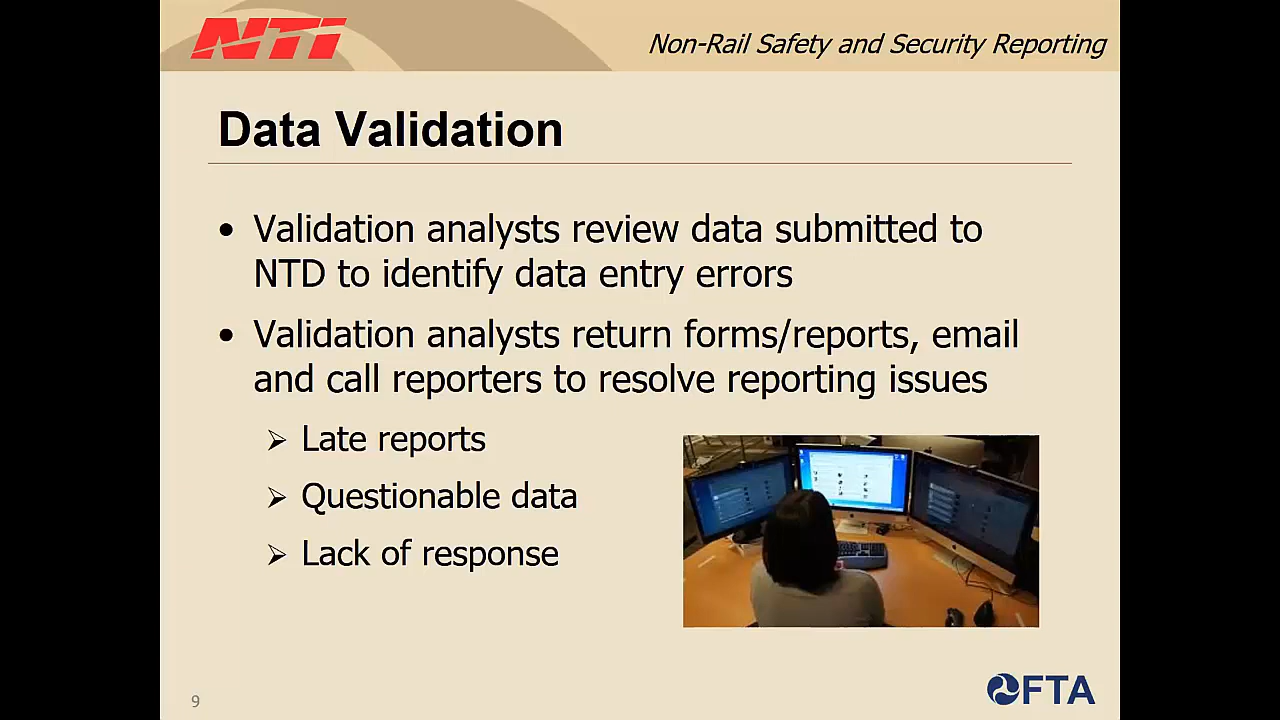 NTI
Non-Rail Safety and Security Reporting
Data Validation
• Validation analysts review data submitted to
NTD to identify data entry errors
• Validation analysts return forms/reports, email
and call reporters to resolve reporting issues
➢ Late reports
➢ Questionable data
➢ Lack of response
9
FTA